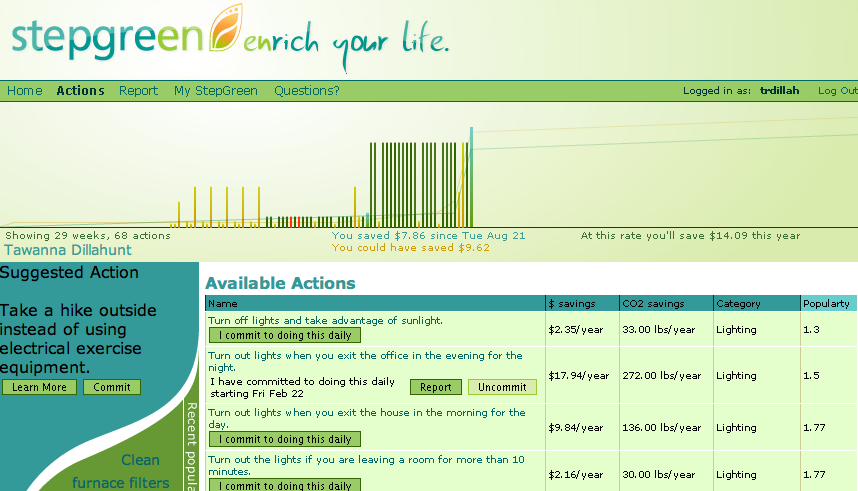 stepgreen enrich your life.
Home Actions Report My StepGreen Questions? Logged in as: trdillah Log Out
Showing 29 weeks, 68 actions
You saved $7.86 since Tue Aug 21
At this rate you'll save $14.09 this year
You could have saved $9.62
Tawanna Dillahunt
Suggested Action
Take a hike outside
instead of using
electrical exercise
equipment.
Learn More Commit
Recent popula
Clean
furnace filters
Available Actions
Name $ savings CO2 savings Category Popularty
Turn off lights and take advantage of sunlight.
I commit to doing this daily
$2.35/year 33.00 lbs/year Lighting 1.3
Turn out lights when you exit the office in the evening for the
night.
I have committed to doing this daily
starting Fri Feb 22
Report Uncommit
$17.94/year 272.00 lbs/year Lighting 1.5
Turn out lights when you exit the house in the morning for the
day.
I commit to doing this daily
$9.84/year 136.00 lbs/year Lighting 1.77
Turn out the lights if you are leaving a room for more than 10
minutes.
I commit to doing this daily
$2.16/year 30.00 lbs/year Lighting 1.77